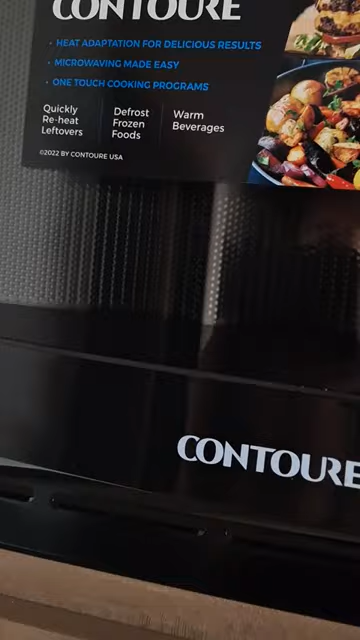 CONTOURE
• HEAT ADAPTATION FOR DELICIOUS RESULTS
• MICROWAVING MADE EASY
• ONE TOUCH COOKING PROGRAMS
Quickly
Re-heat
Leftovers
Defrost
Frozen
Foods
Warm
Beverages
©2022 BY CONTOURE USA
CONTOURE